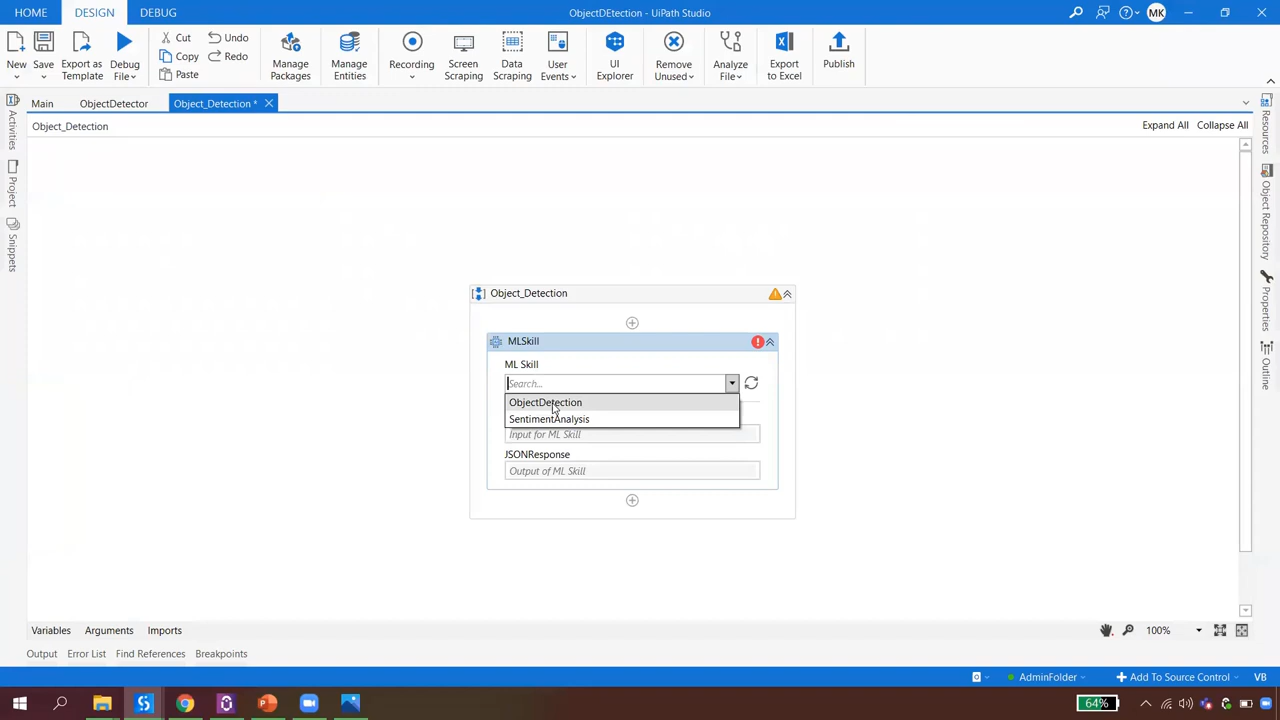 HOME DESIGN DEBUG ObjectDEtection - UiPath Studio MK
New Save Export as Template Debug File Cut Copy Paste Undo Redo Manage Packages Manage Entities Recording Screen Scraping Data Scraping User Events UI Explorer Remove Unused Analyze File Export to Excel Publish
Main ObjectDetector Object_Detection *
Object_Detection Expand All Collapse All
Activities
Project
Snippets
Resources
Object Repository
Properties
Outline
Object_Detection
MLSkill
ML Skill
Search...
ObjectDetection
SentimentAnalysis
Input for ML Skill
JSONResponse
Output of ML Skill
Variables Arguments Imports 100%
Output Error List Find References Breakpoints
AdminFolder Add To Source Control VB
64%